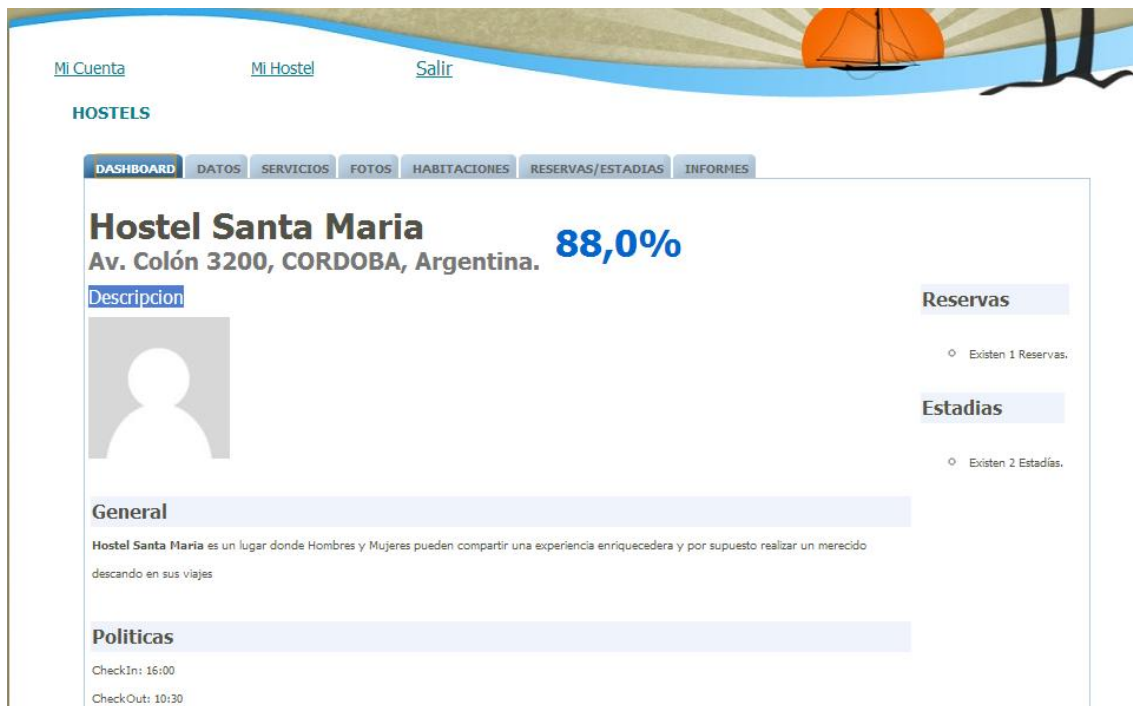 Mi Cuenta Mi Hostel Salir
HOSTELS
DASHBOARD DATOS SERVICIOS FOTOS HABITACIONES RESERVAS/ESTADIAS INFORMES
Hostel Santa Maria
88,0%
Av. Colón 3200, CORDOBA, Argentina.
Descripcion
Reservas
Existen 1 Reservas.
Estadias
Existen 2 Estadías.
General
Hostel Santa Maria es un lugar donde Hombres y Mujeres pueden compartir una experiencia enriquecedera y por supuesto realizar un merecido
descando en sus viajes
Politicas
CheckIn: 16:00
CheckOut: 10:30